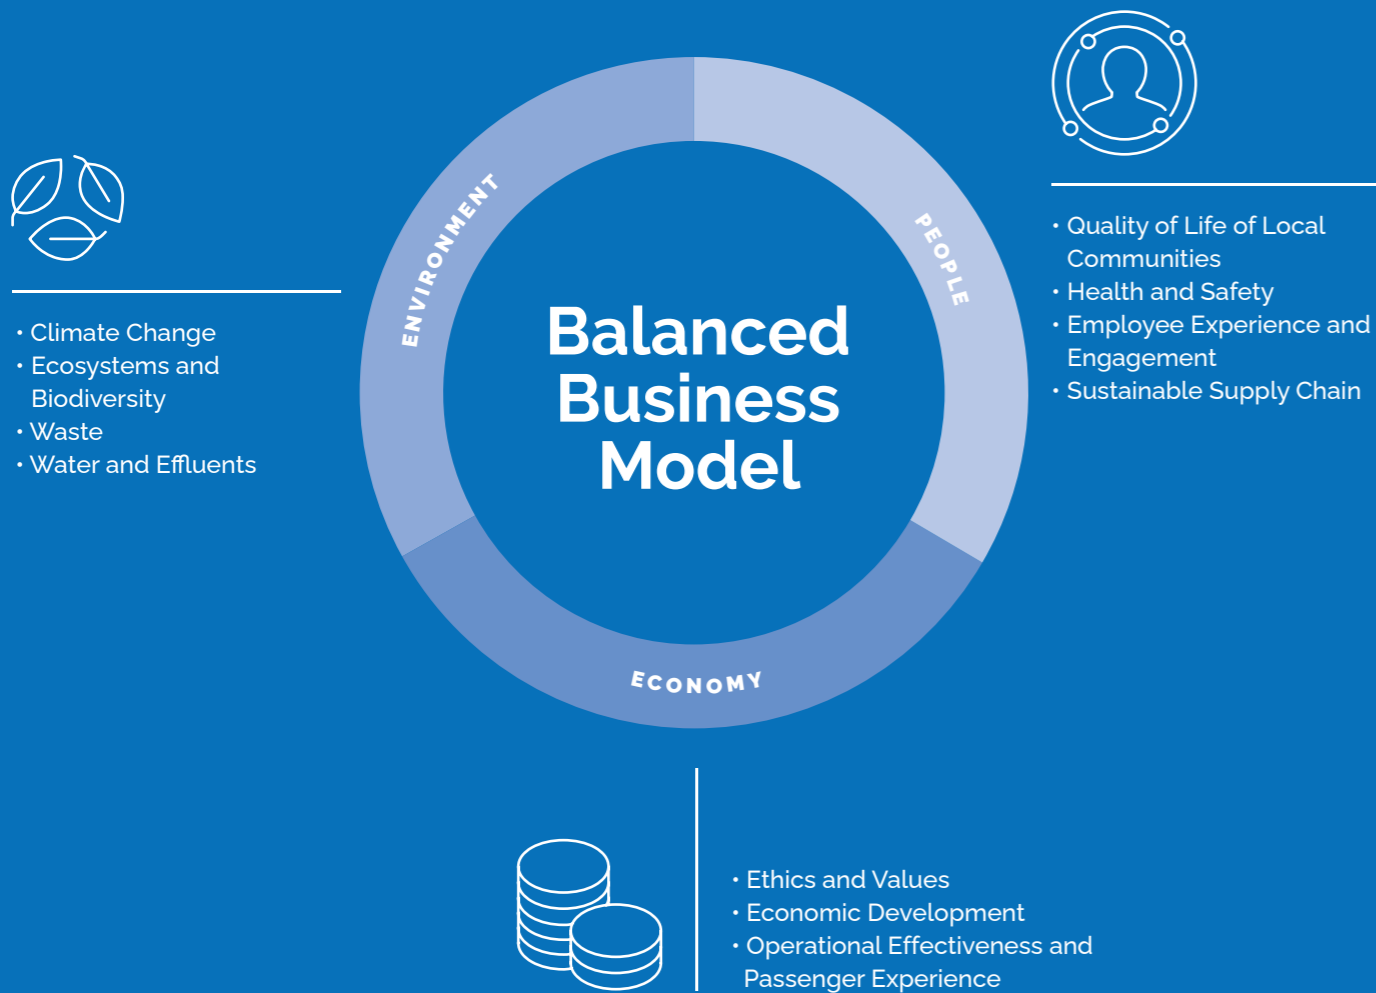 ENVIRONMENT
PEOPLE
ECONOMY
Balanced
Business
Model
• Climate Change
• Ecosystems and
Biodiversity
• Waste
• Water and Effluents
• Quality of Life of Local
Communities
• Health and Safety
• Employee Experience and
Engagement
• Sustainable Supply Chain
• Ethics and Values
• Economic Development
• Operational Effectiveness and
Passenger Experience